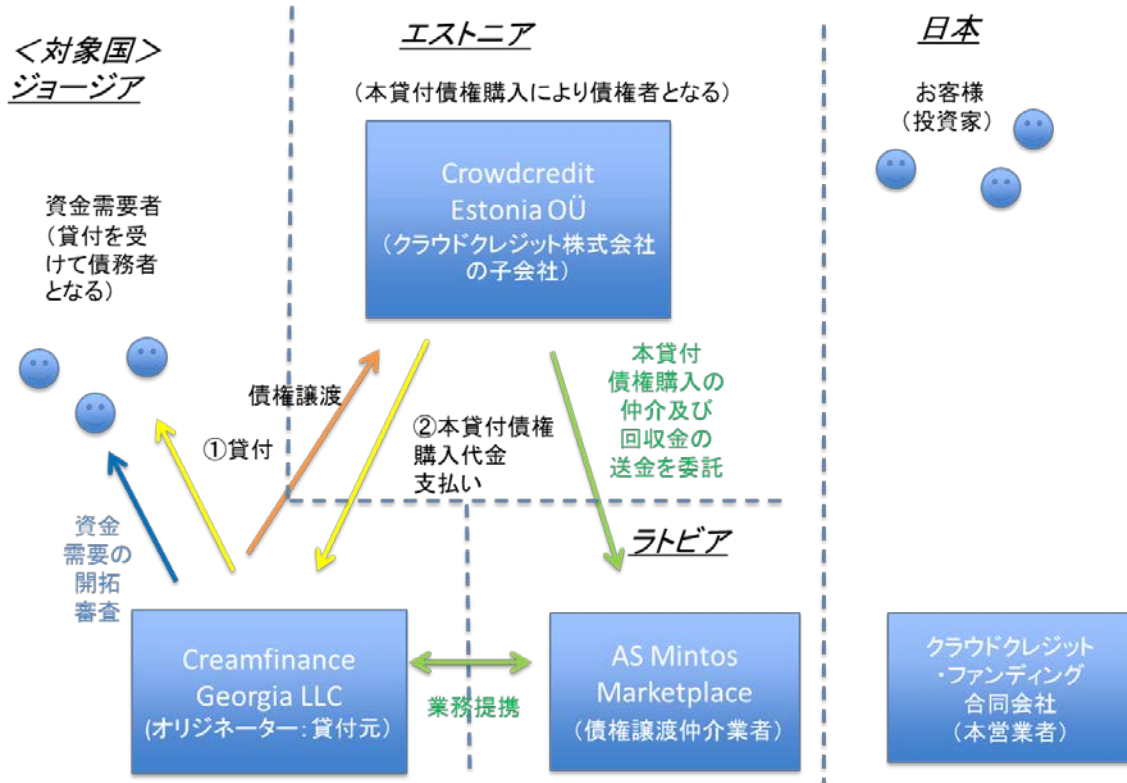 <対象国>
ジョージア
エストニア
日本
(本貸付債権購入により債権者となる)
お客様
(投資家)
Crowdcredit
Estonia OÜ
(クラウドクレジット株式会社
の子会社)
資金需要者
(貸付を受
けて債務者
となる)
債権譲渡
①貸付
②本貸付債権
購入代金
支払い
本貸付
債権購入の
仲介及び
回収金の
送金を委託
資金
需要の
開拓
審査
ラトビア
Creamfinance
Georgia LLC
(オリジネーター:貸付元)
業務提携
AS Mintos
Marketplace
(債権譲渡仲介業者)
クラウドクレジット
・ファンディング
合同会社
(本営業者)